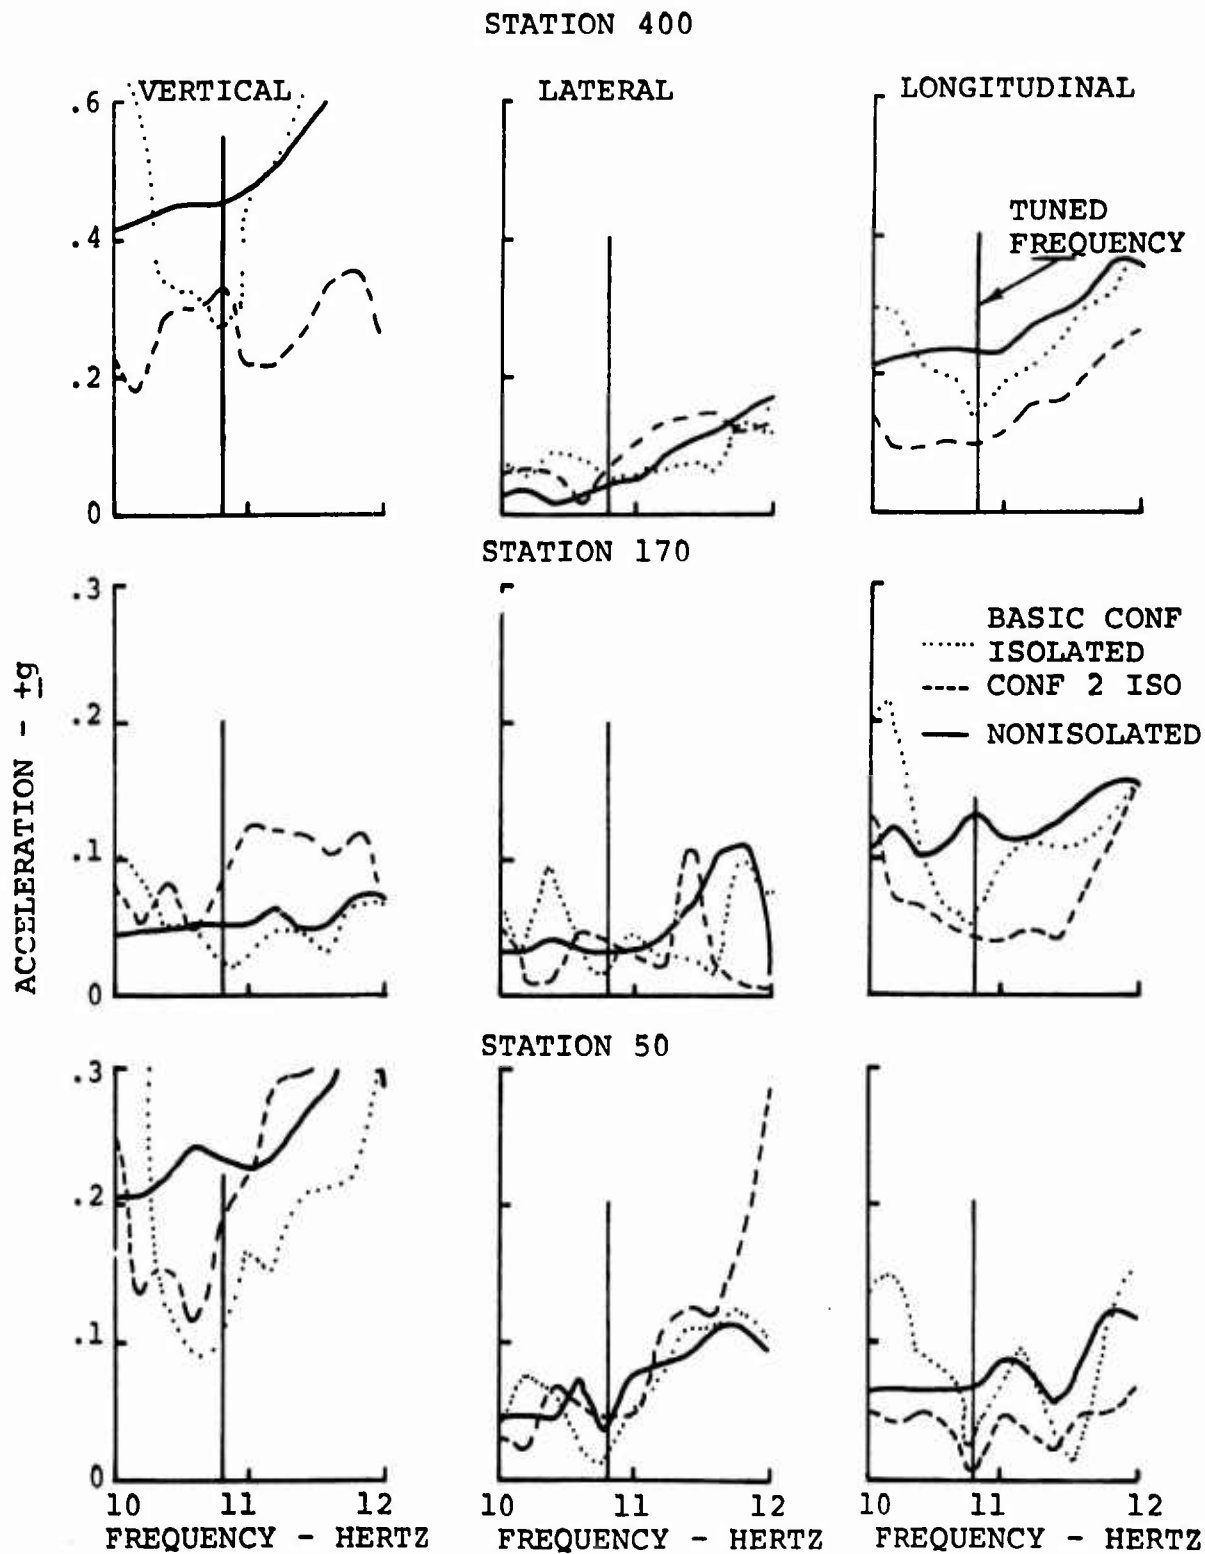 STATION 400
VERTICAL
LATERAL
LONGITUDINAL
.6
.4
.2
0
TUNED
FREQUENCY
STATION 170
.3
.2
.1
0
BASIC CONF
ISOLATED
CONF 2 ISO
NONISOLATED
ACCELERATION - ±g
STATION 50
.3
.2
.1
0
10 11 12
10 11 12
10 11 12
FREQUENCY - HERTZ
FREQUENCY - HERTZ
FREQUENCY - HERTZ